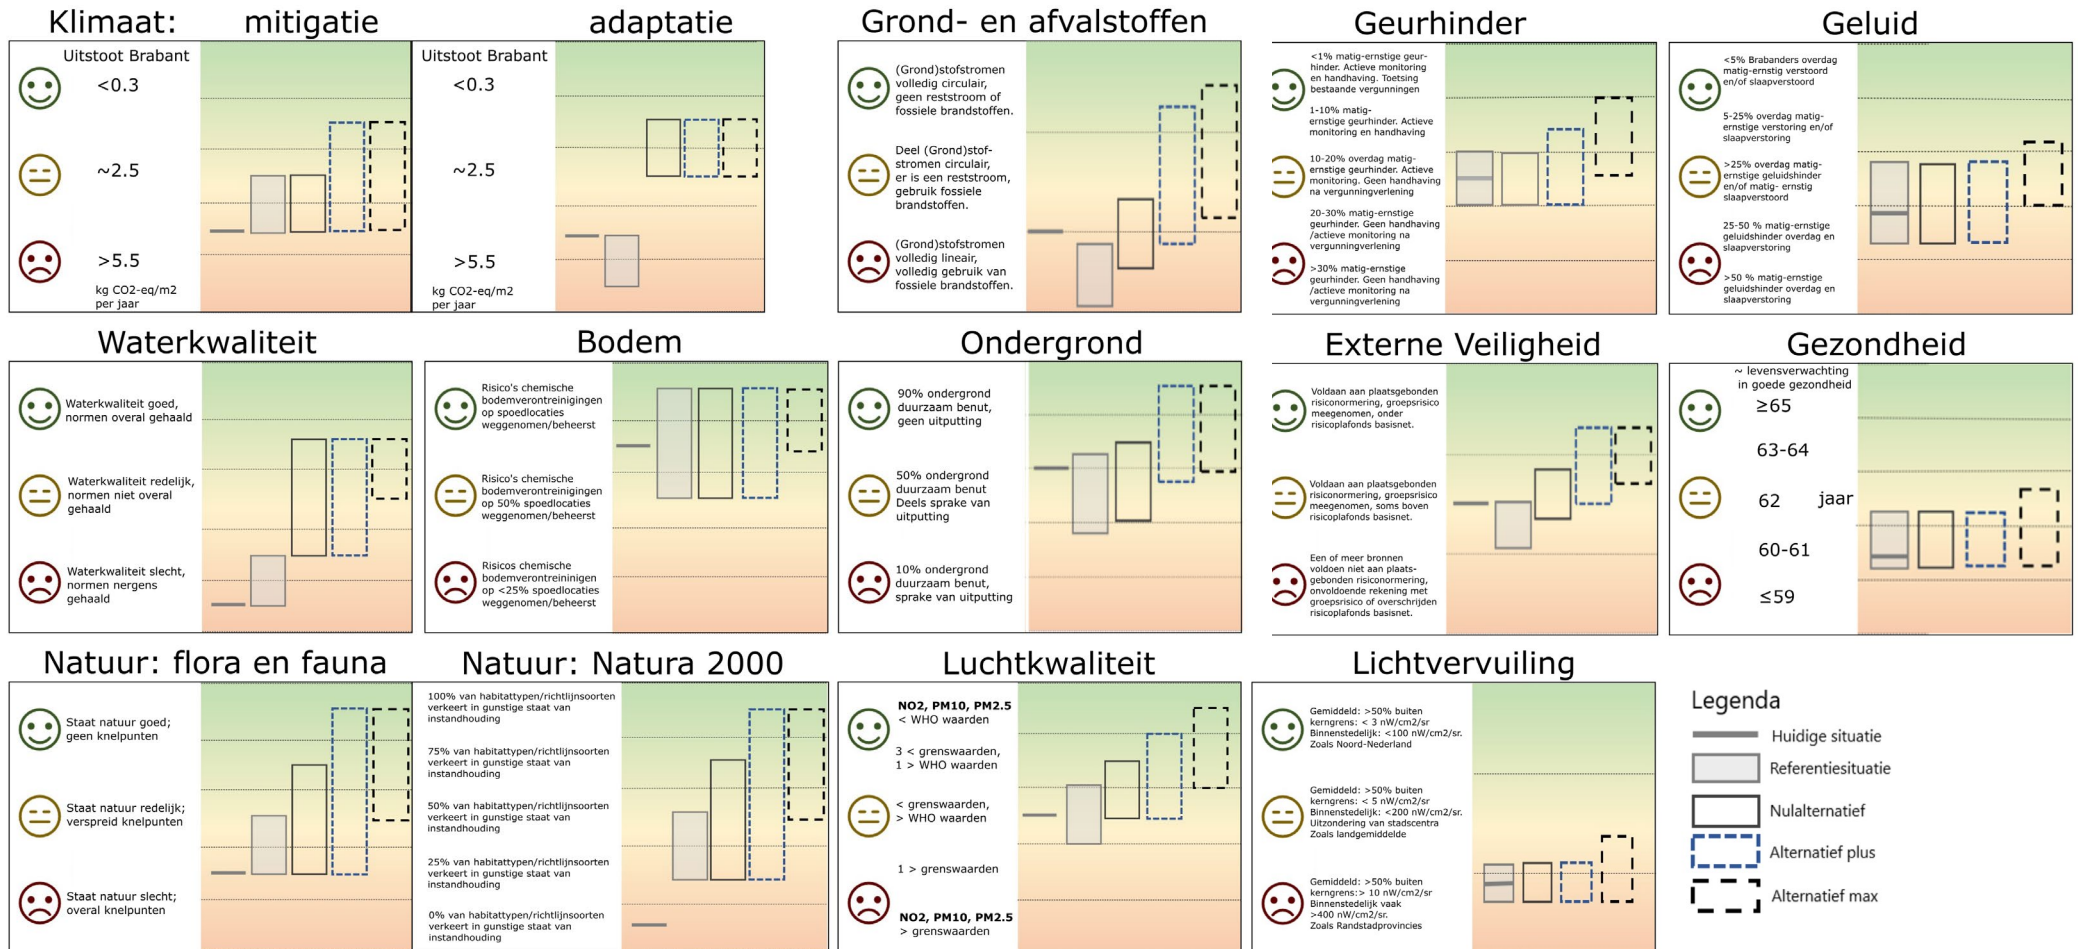 Klimaat: mitigatie
adaptatie
Uitstoot Brabant
<0.3
~2.5
>5.5
kg CO2-eq/m2
per jaar
Uitstoot Brabant
<0.3
~2.5
>5.5
kg CO2-eq/m2
per jaar
Grond- en afvalstoffen
(Grond)stofstromen
volledig circulair,
geen reststroom of
fossiele brandstoffen.
Deel (Grond)stof-
stromen circulair,
er is een reststroom,
gebruik fossiele
brandstoffen.
(Grond)stofstromen
volledig lineair,
volledig gebruik van
fossiele brandstoffen.
Geurhinder
<1% matig-ernstige geur-
hinder. Actieve monitoring
en handhaving. Toetsing
bestaande vergunningen
1-10% matig-
ernstige geurhinder. Actieve
monitoring en handhaving
10-20% overdag matig-
ernstige geurhinder. Actieve
monitoring. Geen handhaving
na vergunningverlening
20-30% matig-ernstige
geurhinder. Geen handhaving
/actieve monitoring na
vergunningverlening
>30% matig-ernstige
geurhinder. Geen handhaving
/actieve monitoring na
vergunningverlening
Geluid
<5% Brabanders overdag
matig-ernstig verstoord
en/of slaapverstoord
5-25% overdag matig-
ernstige verstoring en/of
slaapverstoring
>25% overdag matig-
ernstige geluidshinder
en/of matig- ernstig
slaapverstoord
25-50 % matig-ernstige
geluidshinder overdag en
slaapverstoring
>50 % matig-ernstige
geluidshinder overdag en
slaapverstoring
Waterkwaliteit
Waterkwaliteit goed,
normen overal gehaald
Waterkwaliteit redelijk,
normen niet overal
gehaald
Waterkwaliteit slecht,
normen nergens
gehaald
Bodem
Risico's chemische
bodemverontreinigingen
op spoedlocaties
weggenomen/beheerst
Risico's chemische
bodemverontreinigingen
op 50% spoedlocaties
weggenomen/beheerst
Risicos chemische
bodemverontreininigen
op <25% spoedlocaties
weggenomen/beheerst
Ondergrond
90% ondergrond
duurzaam benut,
geen uitputting
50% ondergrond
duurzaam benut
Deels sprake van
uitputting
10% ondergrond
duurzaam benut,
sprake van uitputting
Externe Veiligheid
Voldaan aan plaatsgebonden
risiconormering, groepsrisico
meegenomen, onder
risicoplafonds basisnet.
Voldaan aan plaatsgebonden
risiconormering, groepsrisico
meegenomen, soms boven
risicoplafonds basisnet.
Een of meer bronnen
voldoen niet aan plaats-
gebonden risiconormering,
onvoldoende rekening met
groepsrisico of overschrijden
risicoplafonds basisnet.
Gezondheid
~ levensverwachting
in goede gezondheid
≥65
63-64
62 jaar
60-61
≤59
Natuur: flora en fauna
Staat natuur goed;
geen knelpunten
Staat natuur redelijk;
verspreid knelpunten
Staat natuur slecht;
overal knelpunten
Natuur: Natura 2000
100% van habitattypen/richtlijnsoorten
verkeert in gunstige staat van
instandhouding
75% van habitattypen/richtlijnsoorten
verkeert in gunstige staat van
instandhouding
50% van habitattypen/richtlijnsoorten
verkeert in gunstige staat van
instandhouding
25% van habitattypen/richtlijnsoorten
verkeert in gunstige staat van
instandhouding
0% van habitattypen/richtlijnsoorten
verkeert in gunstige staat van
instandhouding
Luchtkwaliteit
NO2, PM10, PM2.5
< WHO waarden
3 < grenswaarden,
1 > WHO waarden
< grenswaarden,
> WHO waarden
1 > grenswaarden
NO2, PM10, PM2.5
> grenswaarden
Lichtvervuiling
Gemiddeld: >50% buiten
kerngrens: < 3 nW/cm2/sr
Binnenstedelijk: <100 nW/cm2/sr.
Zoals Noord-Nederland
Gemiddeld: >50% buiten
kerngrens: < 5 nW/cm2/sr
Binnenstedelijk: <200 nW/cm2/sr.
Uitzondering van stadscentra
Zoals landgemiddelde
Gemiddeld: >50% buiten
kerngrens:> 10 nW/cm2/sr
Binnenstedelijk vaak
>400 nW/cm2/sr.
Zoals Randstadprovincies
Legenda
Huidige situatie
Referentiesituatie
Nulalternatief
Alternatief plus
Alternatief max